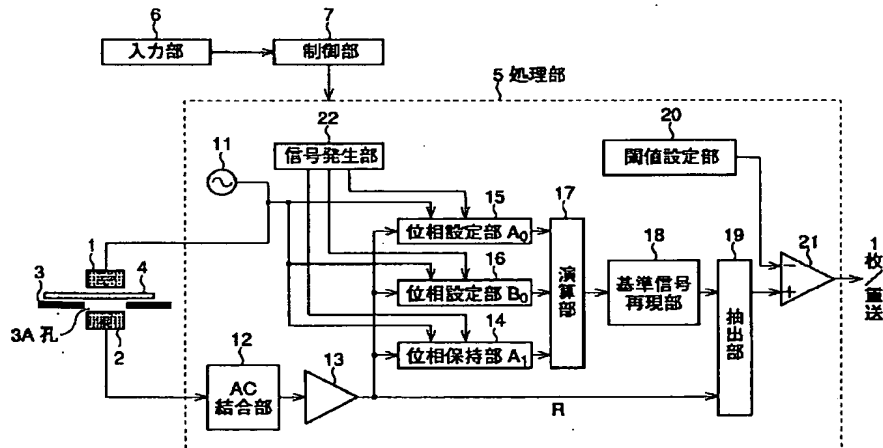 6
入力部
7
制御部
5 処理部
22
信号発生部
11
20
閾値設定部
15
位相設定部 A0
17
演算部
16
位相設定部 B0
18
基準信号
再現部
19
抽出部
21
1枚/重送
14
位相保持部 A1
1
3
4
3A 孔
2
12
AC
結合部
13
R